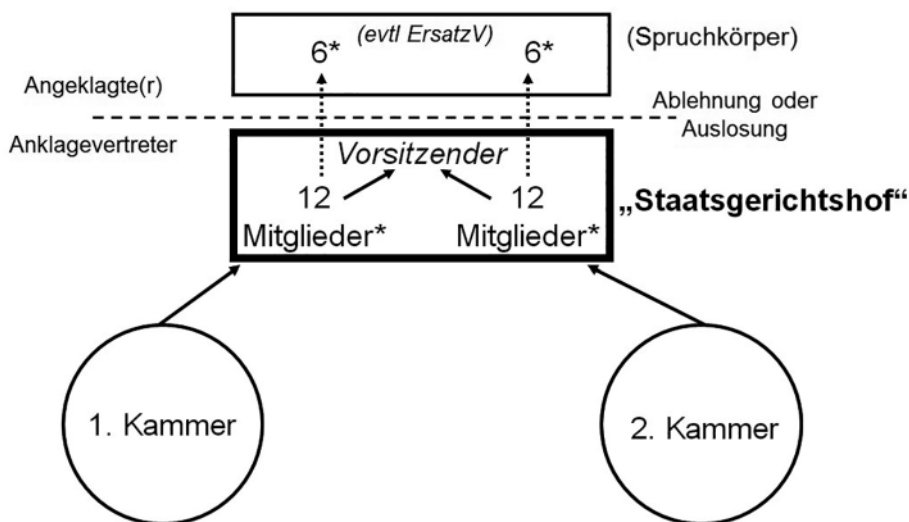 (evtl ErsatzV)
6*
6*
(Spruchkörper)
Angeklagte(r)
Ablehnung oder
Auslosung
Anklagevertreter
Vorsitzender
12
12
Mitglieder*
Mitglieder*
„Staatsgerichtshof“
1. Kammer
2. Kammer